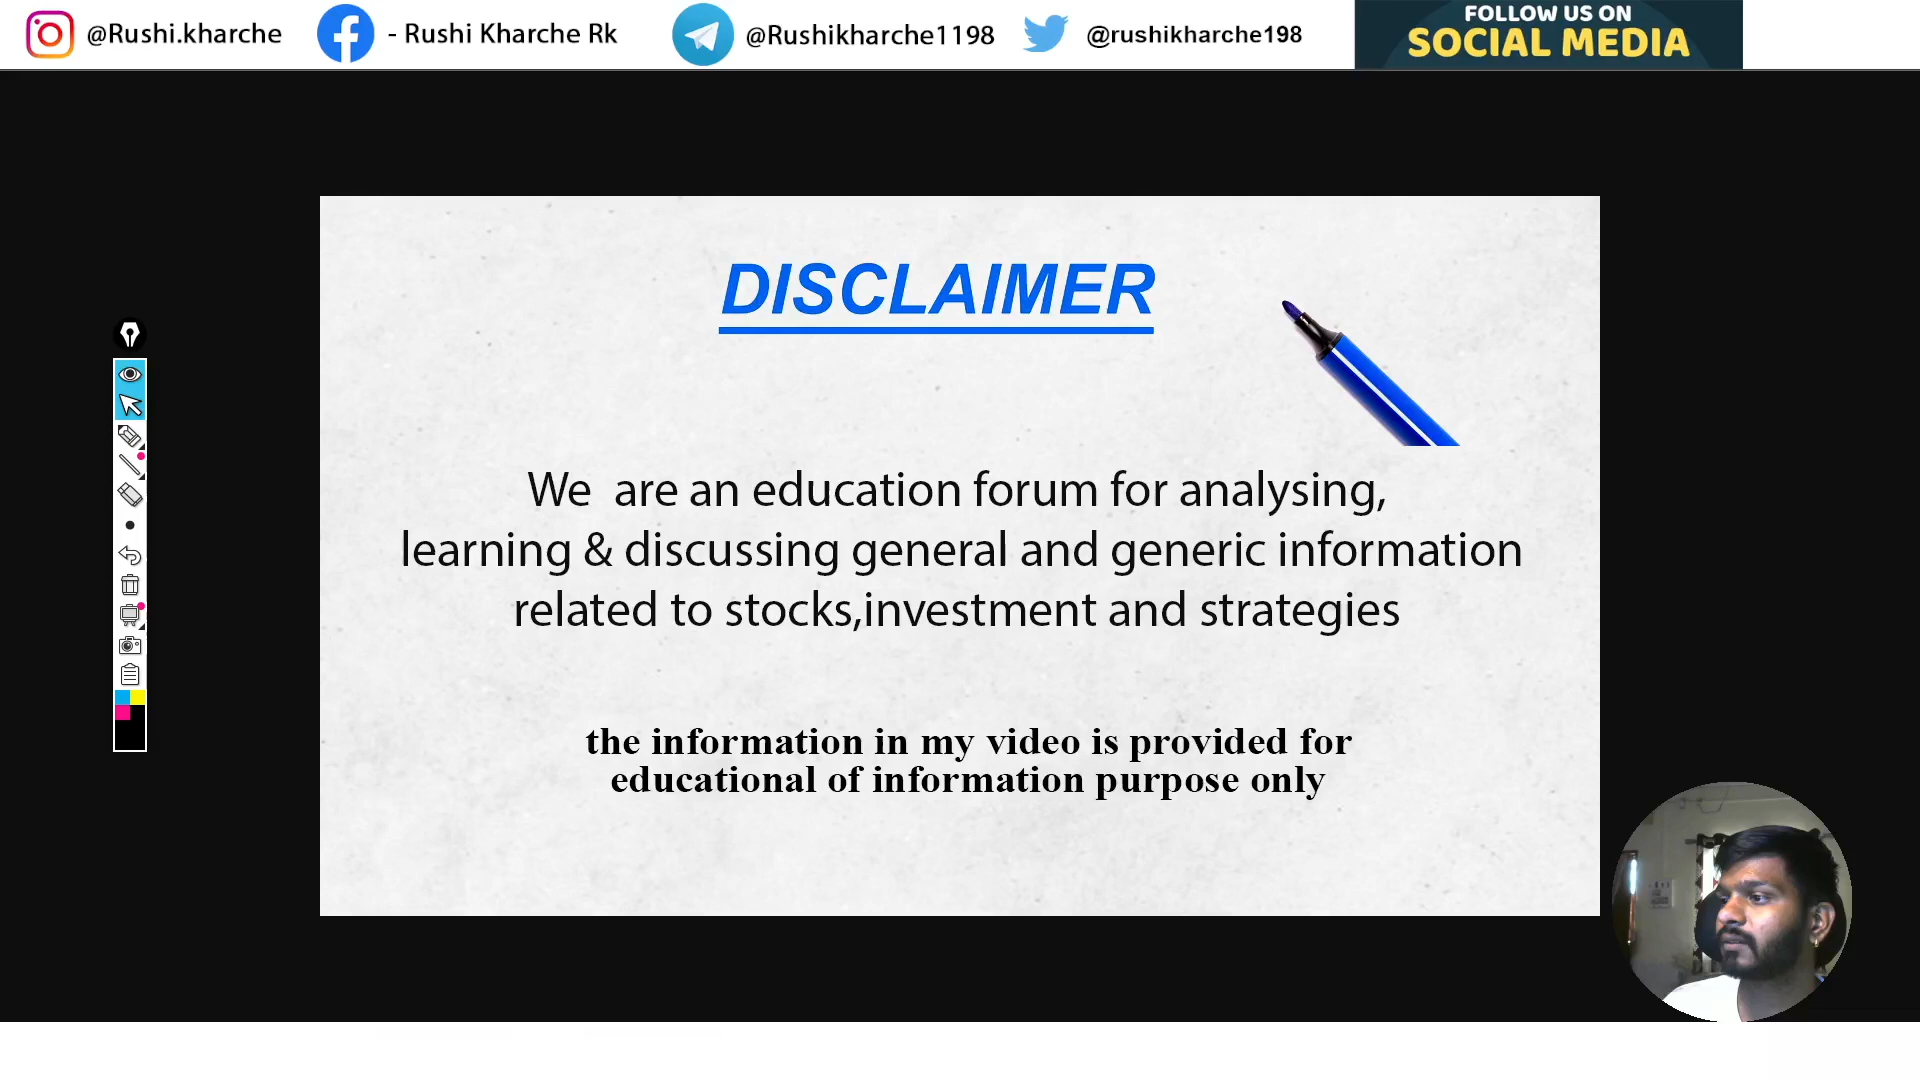 @Rushi.kharche - Rushi Kharche Rk @Rushikharche1198 @rushikharche198 FOLLOW US ON
SOCIAL MEDIA
DISCLAIMER
We are an education forum for analysing,
learning & discussing general and generic information
related to stocks,investment and strategies
the information in my video is provided for
educational of information purpose only